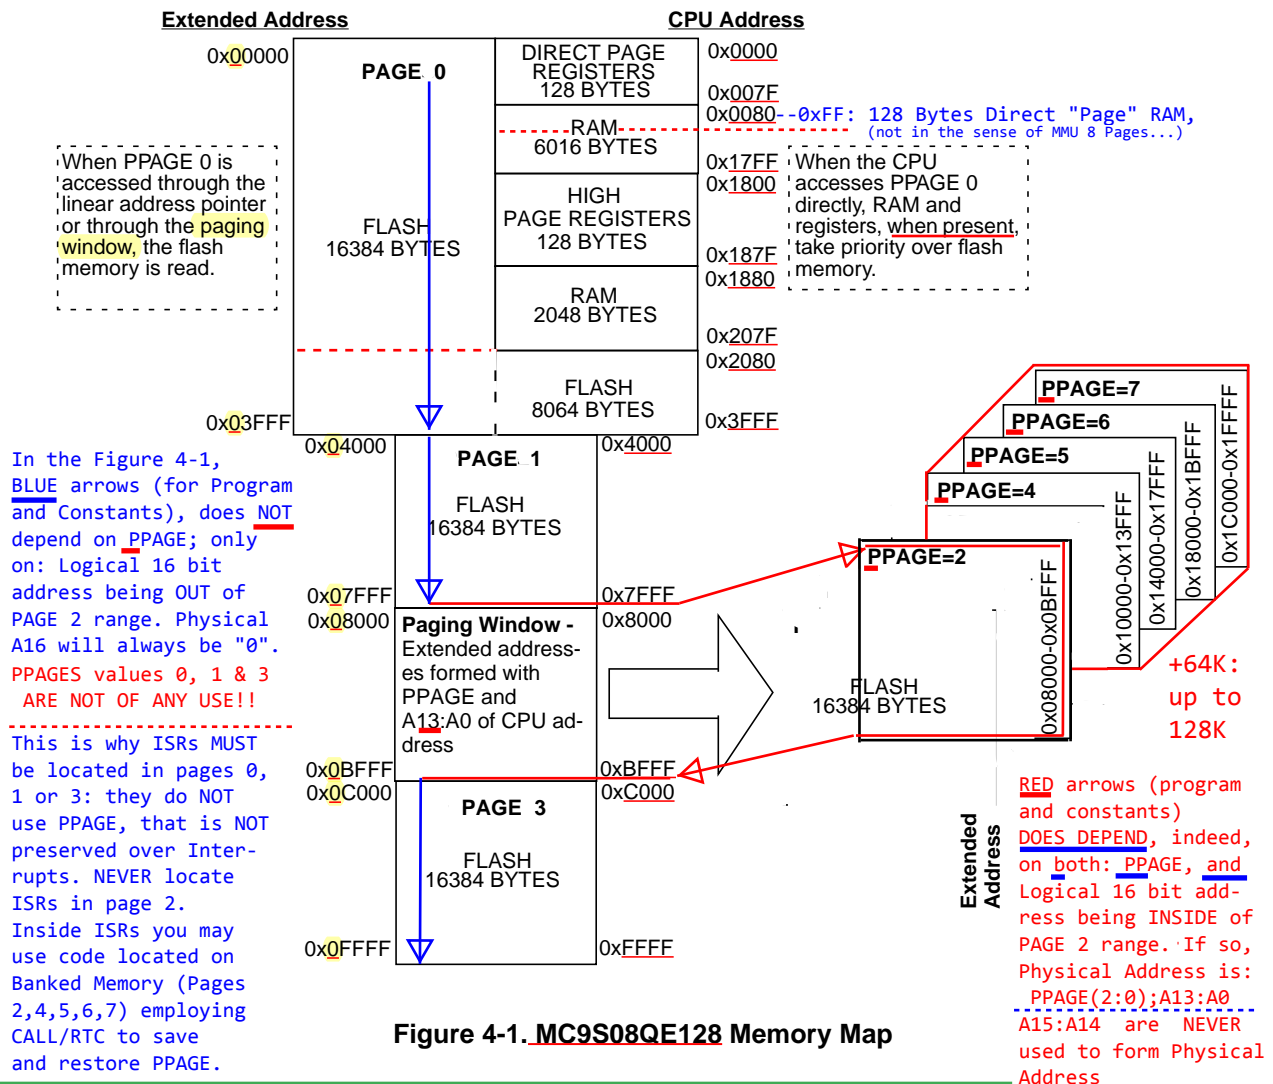 Extended Address
CPU Address
0x00000
PAGE 0
DIRECT PAGE
REGISTERS
128 BYTES
0x0000
0x007F
0x0080--0xFF: 128 Bytes Direct "Page" RAM,
(not in the sense of MMU 8 Pages...)
RAM
6016 BYTES
0x17FF
0x1800
When PPAGE 0 is
accessed through the
linear address pointer
or through the paging
window, the flash
memory is read.
FLASH
16384 BYTES
HIGH
PAGE REGISTERS
128 BYTES
When the CPU
accesses PPAGE 0
directly, RAM and
registers, when present,
take priority over flash
memory.
0x187F
0x1880
RAM
2048 BYTES
0x207F
0x2080
FLASH
8064 BYTES
0x03FFF
0x3FFF
0x04000
PAGE 1
0x4000
FLASH
16384 BYTES
0x07FFF
0x7FFF
0x08000
0x8000
Paging Window -
Extended address-
es formed with
PPAGE and
A13:A0 of CPU ad-
dress
0x0BFFF
0xBFFF
0x0C000
0xC000
PAGE 3
FLASH
16384 BYTES
0x0FFFF
0xFFFF
In the Figure 4-1,
BLUE arrows (for Program
and Constants), does NOT
depend on PPAGE; only
on: Logical 16 bit
address being OUT of
PAGE 2 range. Physical
A16 will always be "0".
PPAGES values 0, 1 & 3
ARE NOT OF ANY USE!!
This is why ISRs MUST
be located in pages 0,
1 or 3: they do NOT
use PPAGE, that is NOT
preserved over Inter-
rupts. NEVER locate
ISRs in page 2.
Inside ISRs you may
use code located on
Banked Memory (Pages
2,4,5,6,7) employing
CALL/RTC to save
and restore PPAGE.
PPAGE=7
PPAGE=6
PPAGE=5
PPAGE=4
PPAGE=2
FLASH
16384 BYTES
0x08000-0x0BFFF
0x10000-0x13FFF
0x14000-0x17FFF
0x18000-0x1BFFF
0x1C000-0x1FFFF
+64K:
up to
128K
Extended
Address
RED arrows (program
and constants)
DOES DEPEND, indeed,
on both: PPAGE, and
Logical 16 bit add-
ress being INSIDE of
PAGE 2 range. If so,
Physical Address is:
PPAGE(2:0);A13:A0
A15:A14 are NEVER
used to form Physical
Address
Figure 4-1. MC9S08QE128 Memory Map